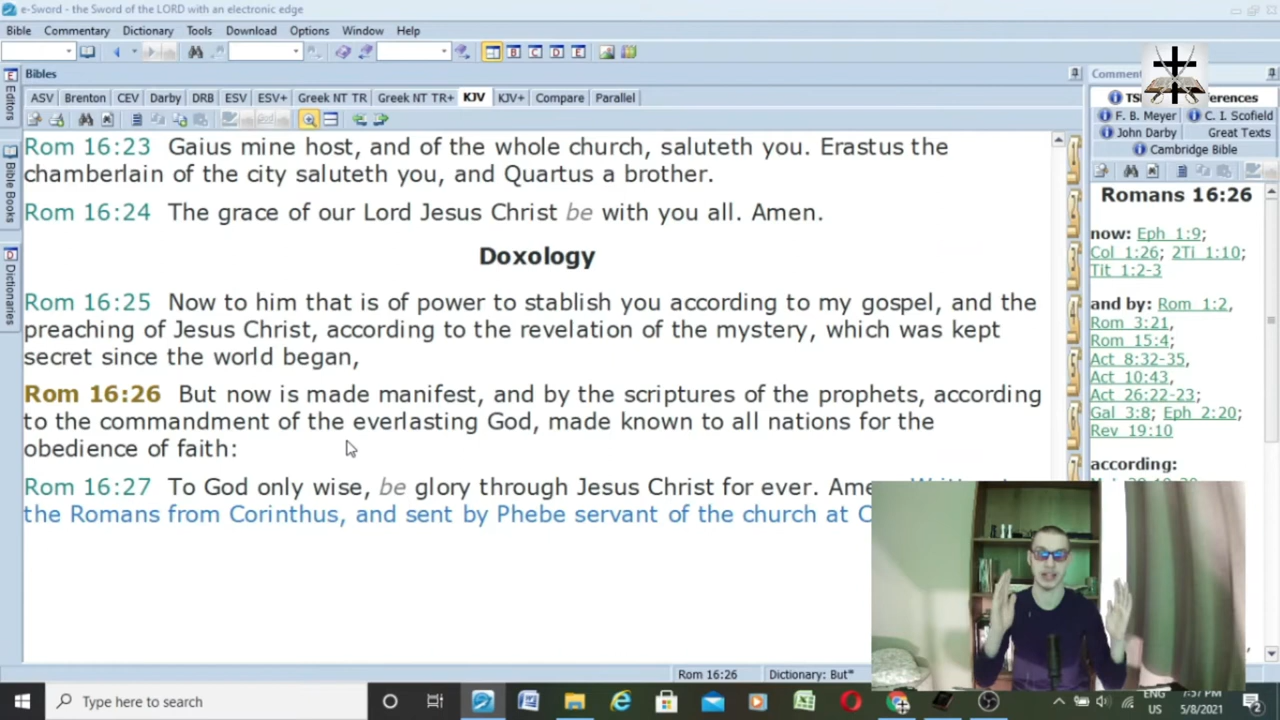 e-Sword - the Sword of the LORD with an electronic edge
Bible Commentary Dictionary Tools Download Options Window Help
Bibles
ASV Brenton CEV Darby DRB ESV ESV+ Greek NT TR Greek NT TR+ KJV KJV+ Compare Parallel
Editors
Bible Books
Dictionaries
Rom 16:23 Gaius mine host, and of the whole church, saluteth you. Erastus the
chamberlain of the city saluteth you, and Quartus a brother.
Rom 16:24 The grace of our Lord Jesus Christ be with you all. Amen.
Doxology
Rom 16:25 Now to him that is of power to stablish you according to my gospel, and the
preaching of Jesus Christ, according to the revelation of the mystery, which was kept
secret since the world began,
Rom 16:26 But now is made manifest, and by the scriptures of the prophets, according
to the commandment of the everlasting God, made known to all nations for the
obedience of faith:
Rom 16:27 To God only wise, be glory through Jesus Christ for ever.
the Romans from Corinthus, and sent by Phebe servant of the church at
F. B. Meyer C. I. Scofield
John Darby Great Texts
Cambridge Bible
Romans 16:26
now: Eph 1:9;
Col 1:26; 2Ti 1:10;
Tit 1:2-3
and by: Rom 1:2,
Rom 3:21,
Rom 15:4;
Act 8:32-35,
Act 10:43,
Act 26:22-23;
Gal 3:8; Eph 2:20;
Rev 19:10
according:
Rom 16:26 Dictionary: But*
Type here to search
ENG
US
7:57 PM
5/8/2021